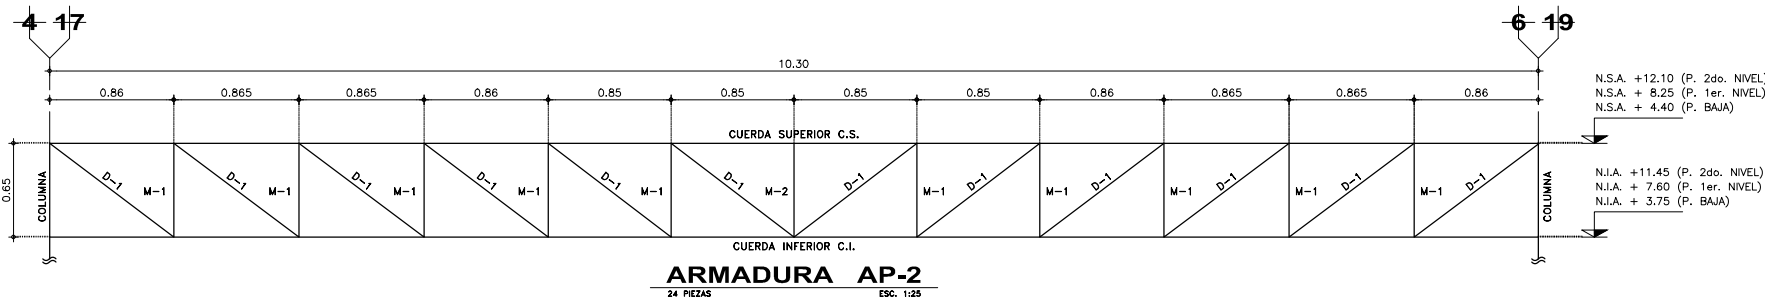 4 17
6 19
10.30
0.86 0.865 0.865 0.86 0.85 0.85 0.85 0.85 0.86 0.865 0.865 0.86
N.S.A. +12.10 (P. 2do. NIVEL)
N.S.A. + 8.25 (P. 1er. NIVEL)
N.S.A. + 4.40 (P. BAJA)
CUERDA SUPERIOR C.S.
0.65
COLUMNA
D-1 M-1 D-1 M-1 D-1 M-1 D-1 M-1 D-1 M-1 D-1 M-2 D-1 M-1 D-1 M-1 D-1 M-1 D-1 M-1 D-1 M-1 D-1
COLUMNA
N.I.A. +11.45 (P. 2do. NIVEL)
N.I.A. + 7.60 (P. 1er. NIVEL)
N.I.A. + 3.75 (P. BAJA)
CUERDA INFERIOR C.I.
ARMADURA AP-2
24 PIEZAS ESC. 1:25